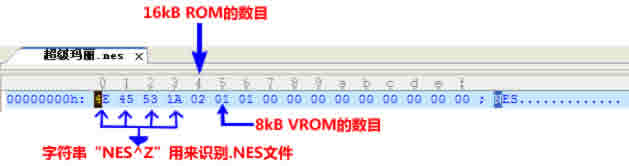 16kB ROM的数目
超级玛丽.nes ×
0 1 2 3 4 5 6 7 8 9 a b c d e f
00000000h: 4E 45 53 1A 02 01 01 00 00 00 00 00 00 00 00 00 ; NES.............
8kB VROM的数目
字符串“NES^Z”用来识别.NES文件